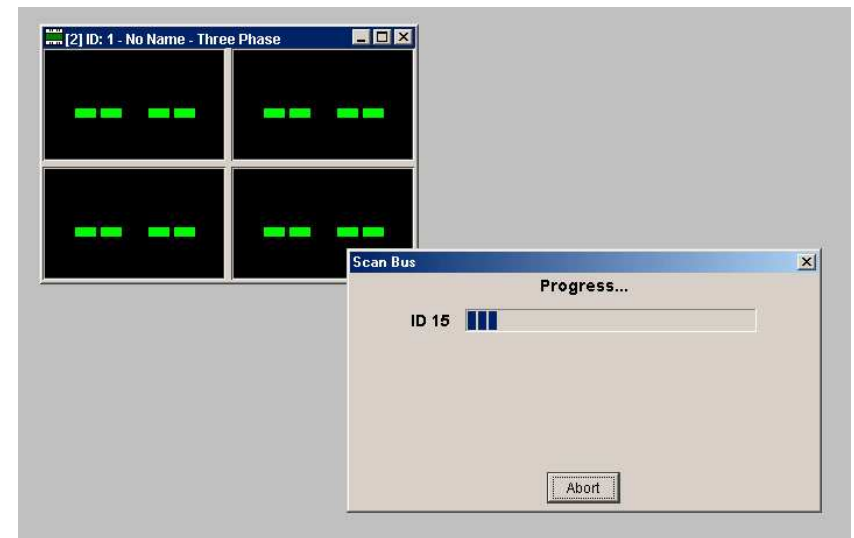 [2] ID: 1 - No Name - Three Phase
-- --
-- --
-- --
-- --
Scan Bus
Progress...
ID 15
Abort